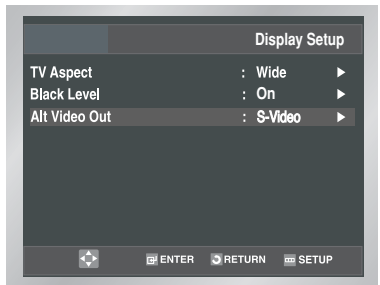 Display Setup
TV Aspect : Wide
Black Level : On
Alt Video Out : S-Video
ENTER RETURN SETUP